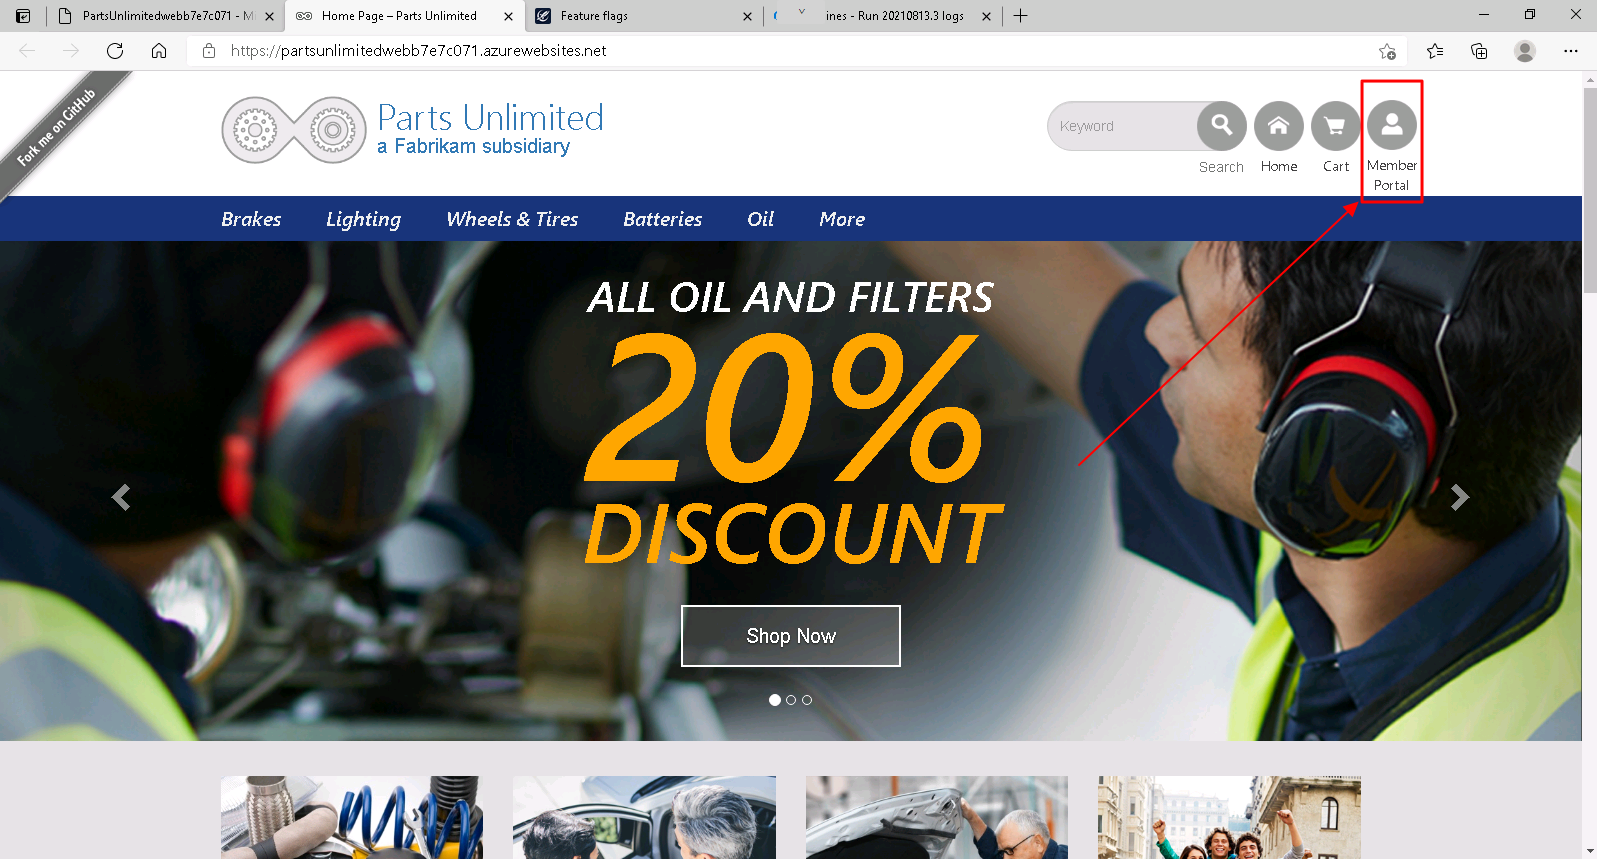 PartsUnlimitedwebb7e7c071 - Mi
Home Page – Parts Unlimited
Feature flags
ines - Run 20210813.3 logs
https://partsunlimitedwebb7e7c071.azurewebsites.net
Fork me on GitHub
Parts Unlimited
a Fabrikam subsidiary
Keyword
Search
Home
Cart
Member
Portal
Brakes
Lighting
Wheels & Tires
Batteries
Oil
More
ALL OIL AND FILTERS
20%
DISCOUNT
Shop Now